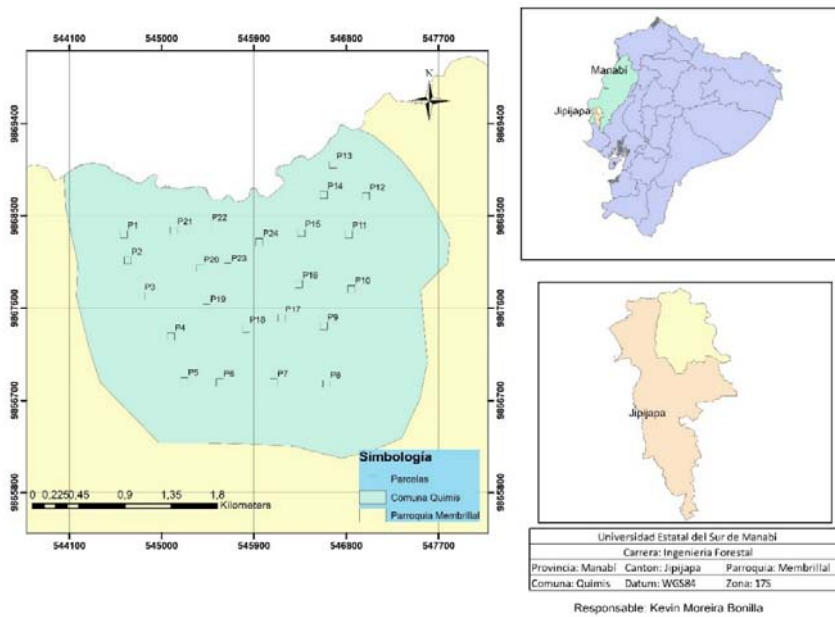 544100 545000 545900 546800 547700
N
9869400 9869400
9868500 9868500
9867600 9867600
9866700 9866700
9865800 9865800
P13
P14 P12
P1 P21 P22 P24 P15 P11
P2 P20 P23
P3 P19 P16 P10
P4 P18 P17 P9
P5 P6 P7 P8
Simbología
Parcelas
Comuna Quimis
Parroquia Membrillal
0 0,225 0,45 0,9 1,35 1,8
Kilometers
544100 545000 545900 546800 547700
Manabí
Jipijapa
Jipijapa
Universidad Estatal del Sur de Manabí
Carrera: Ingenieria Forestal
Provincia: Manabí Canton: Jipijapa Parroquia: Membrillal
Comuna: Quimis Datum: WGS84 Zona: 17S
Responsable: Kevin Moreira Bonilla